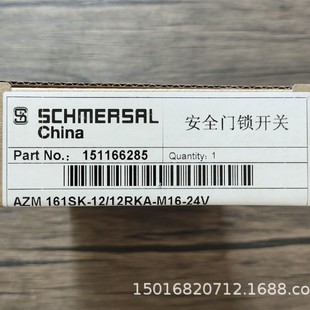 SCHMERSAL
China
安全门锁开关
Part No.: 151166285
Quantity: 1
AZM 161SK-12/12RKA-M16-24V
15016820712.1688.com